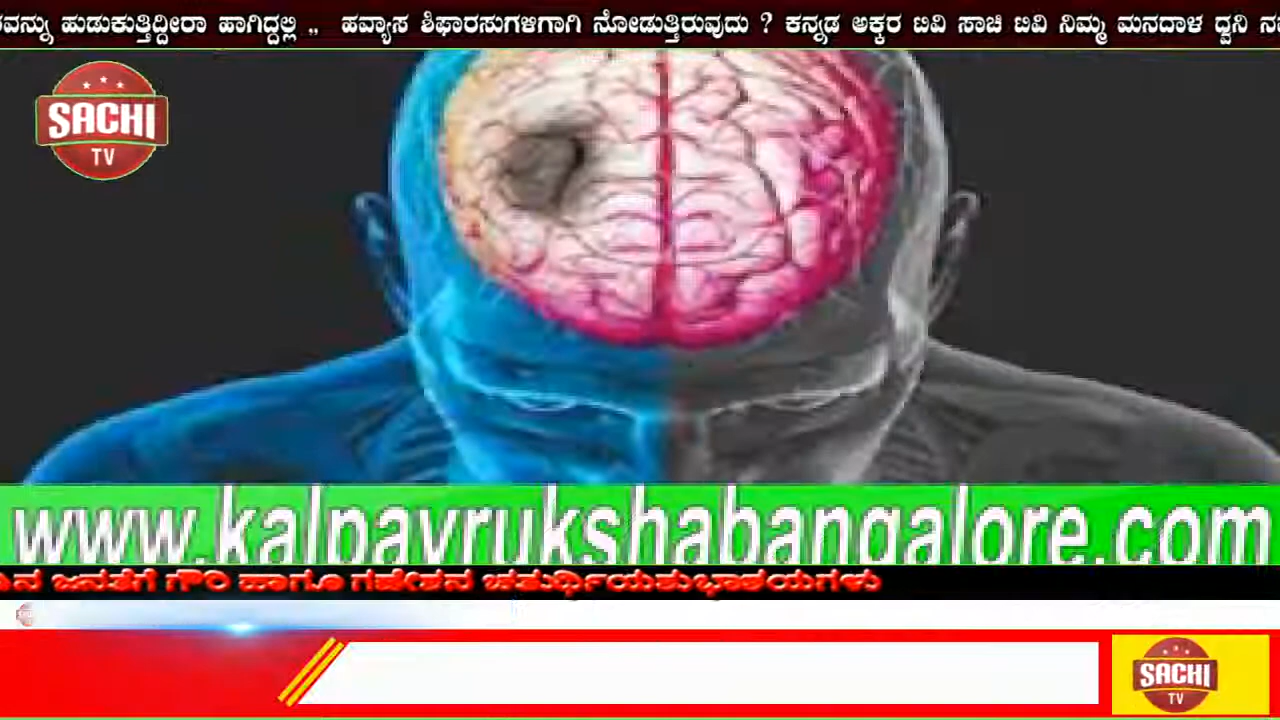 ವನ್ನು ಹುಡುಕುತ್ತಿದ್ದೀರಾ ಹಾಗಿದ್ದಲ್ಲಿ ,, ಹವ್ಯಾಸ ಶಿಫಾರಸುಗಳಿಗಾಗಿ ನೋಡುತ್ತಿರುವುದು ? ಕನ್ನಡ ಅಕ್ಕರ ಟಿವಿ ಸಾಚಿ ಟಿವಿ ನಿಮ್ಮ ಮನದಾಳ ಧ್ವನಿ
SACHI
TV
www.kalpavrukshabangalore.com
ಜನತೆಗೆ ಗೌರಿ ಹಾಗೂ ಗಣೇಶನ ಚತುರ್ಥಿಯಶುಭಾಶಯಗಳು
SACHI
TV